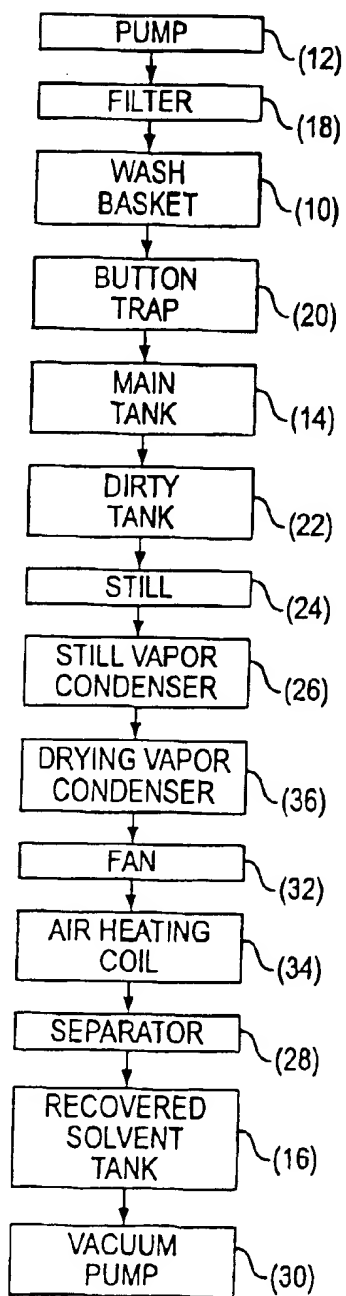 PUMP
(12)
FILTER
(18)
WASH
BASKET
(10)
BUTTON
TRAP
(20)
MAIN
TANK
(14)
DIRTY
TANK
(22)
STILL
(24)
STILL VAPOR
CONDENSER
(26)
DRYING VAPOR
CONDENSER
(36)
FAN
(32)
AIR HEATING
COIL
(34)
SEPARATOR
(28)
RECOVERED
SOLVENT
TANK
(16)
VACUUM
PUMP
(30)